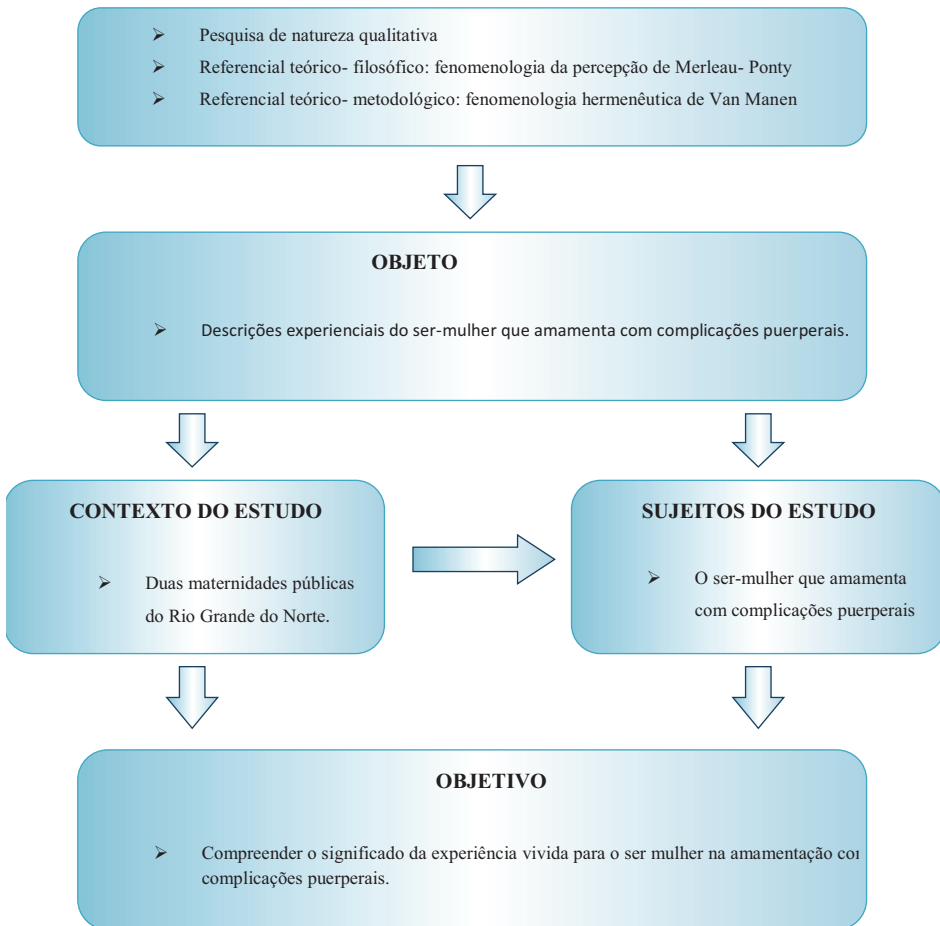 ➢ Pesquisa de natureza qualitativa
➢ Referencial teórico- filosófico: fenomenologia da percepção de Merleau- Ponty
➢ Referencial teórico- metodológico: fenomenologia hermenêutica de Van Manen
OBJETO
➢ Descrições experienciais do ser-mulher que amamenta com complicações puerperais.
CONTEXTO DO ESTUDO
➢ Duas maternidades públicas
do Rio Grande do Norte.
SUJEITOS DO ESTUDO
➢ O ser-mulher que amamenta
com complicações puerperais
OBJETIVO
➢ Compreender o significado da experiência vivida para o ser mulher na amamentação
complicações puerperais.